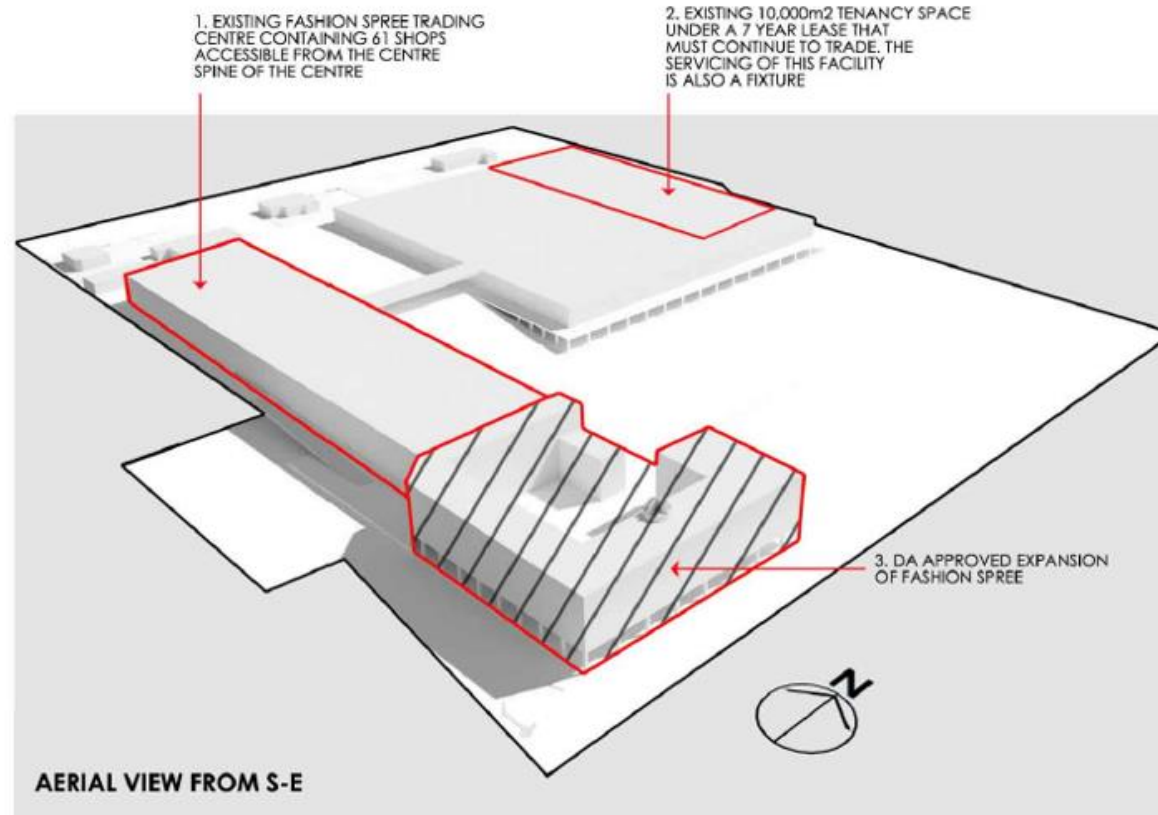 1. EXISTING FASHION SPREE TRADING
CENTRE CONTAINING 61 SHOPS
ACCESSIBLE FROM THE CENTRE
SPINE OF THE CENTRE
2. EXISTING 10,000m2 TENANCY SPACE
UNDER A 7 YEAR LEASE THAT
MUST CONTINUE TO TRADE. THE
SERVICING OF THIS FACILITY
IS ALSO A FIXTURE
3. DA APPROVED EXPANSION
OF FASHION SPREE
N
AERIAL VIEW FROM S-E